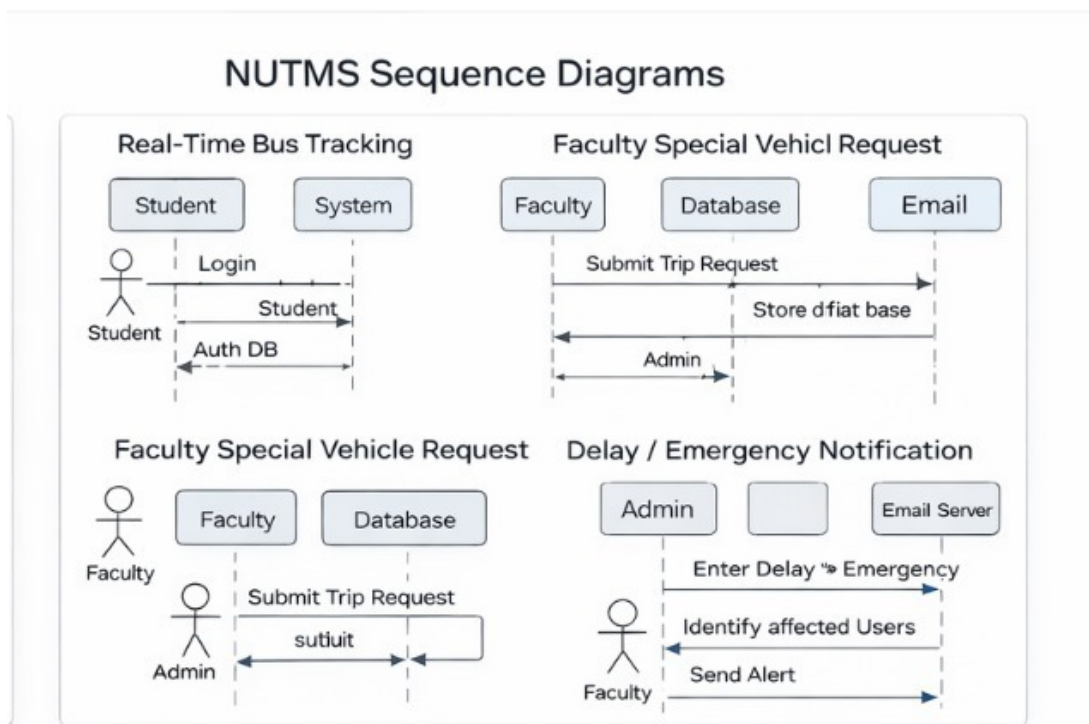 NUTMS Sequence Diagrams
Real-Time Bus Tracking
Student
System
Login
Student
Student
Auth DB
Faculty Special Vehicl Request
Faculty
Database
Email
Submit Trip Request
Store dfiat base
Admin
Faculty Special Vehicle Request
Faculty
Database
Faculty
Submit Trip Request
sutiuit
Admin
Delay / Emergency Notification
Admin
Email Server
Enter Delay Emergency
Identify affected Users
Faculty
Send Alert